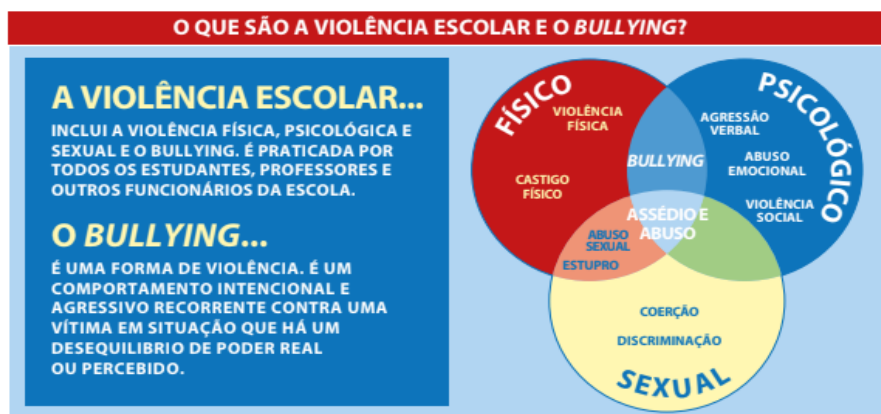 O QUE SÃO A VIOLÊNCIA ESCOLAR E O BULLYING?
A VIOLÊNCIA ESCOLAR...
INCLUI A VIOLÊNCIA FÍSICA, PSICOLÓGICA E
SEXUAL E O BULLYING. É PRATICADA POR
TODOS OS ESTUDANTES, PROFESSORES E
OUTROS FUNCIONÁRIOS DA ESCOLA.
O BULLYING...
É UMA FORMA DE VIOLÊNCIA. É UM
COMPORTAMENTO INTENCIONAL E
AGRESSIVO RECORRENTE CONTRA UMA
VÍTIMA EM SITUAÇÃO QUE HÁ UM
DESEQUILIBRIO DE PODER REAL
OU PERCEBIDO.
FÍSICO
VIOLÊNCIA
FÍSICA
CASTIGO
FÍSICO
BULLYING
PSICOLÓGICO
AGRESSÃO
VERBAL
ABUSO
EMOCIONAL
VIOLÊNCIA
SOCIAL
ASSÉDIO E
ABUSO
ABUSO
SEXUAL
ESTUPRO
COERÇÃO
DISCRIMINAÇÃO
SEXUAL